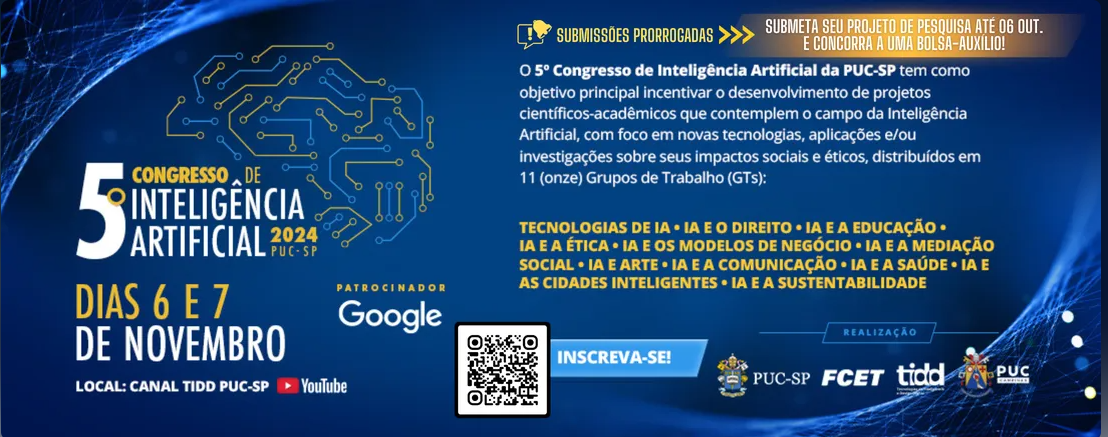 SUBMISSÕES PRORROGADAS
SUBMETA SEU PROJETO DE PESQUISA ATÉ 06 OUT.
E CONCORRA A UMA BOLSA-AUXÍLIO!
5º CONGRESSO DE
INTELIGÊNCIA
ARTIFICIAL 2024
PUC-SP
DIAS 6 E 7
DE NOVEMBRO
PATROCINADOR
Google
LOCAL: CANAL TIDD PUC-SP YouTube
O 5º Congresso de Inteligência Artificial da PUC-SP tem como
objetivo principal incentivar o desenvolvimento de projetos
científicos-acadêmicos que contemplem o campo da Inteligência
Artificial, com foco em novas tecnologias, aplicações e/ou
investigações sobre seus impactos sociais e éticos, distribuídos em
11 (onze) Grupos de Trabalho (GTs):
TECNOLOGIAS DE IA • IA E O DIREITO • IA E A EDUCAÇÃO •
IA E A ÉTICA • IA E OS MODELOS DE NEGÓCIO • IA E A MEDIAÇÃO
SOCIAL • IA E ARTE • IA E A COMUNICAÇÃO • IA E A SAÚDE • IA E
AS CIDADES INTELIGENTES • IA E A SUSTENTABILIDADE
INSCREVA-SE!
REALIZAÇÃO
PUC-SP FCET tidd PUC
CAMPINAS